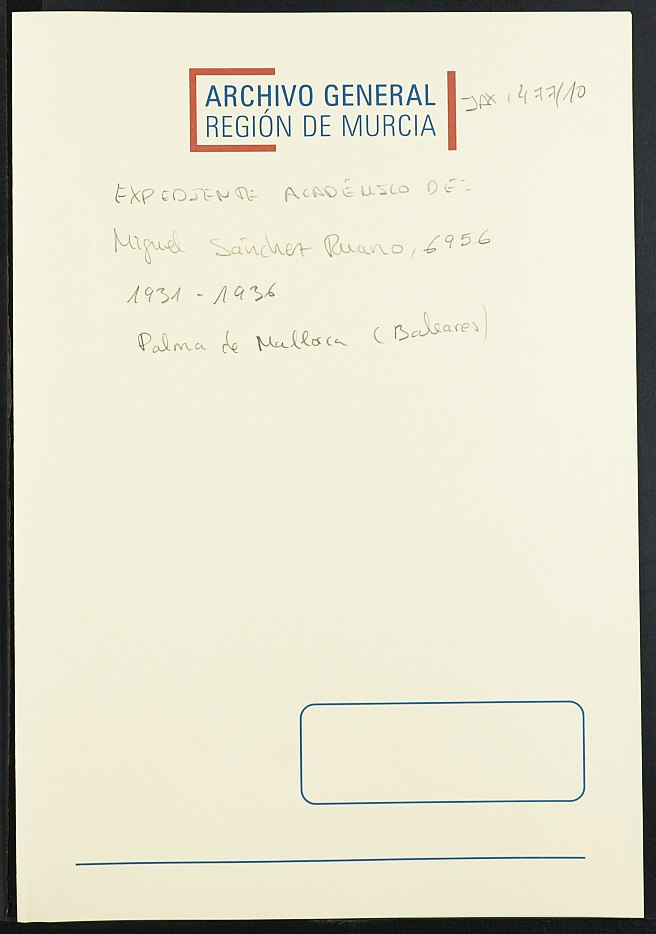 ARCHIVO GENERAL
REGIÓN DE MURCIA
JAX, 477/10
EXPEDIENTE ACADÉMICO DE:
Miguel Sánchez Ruano, 6956
1931 - 1936
Palma de Mallorca (Baleares)